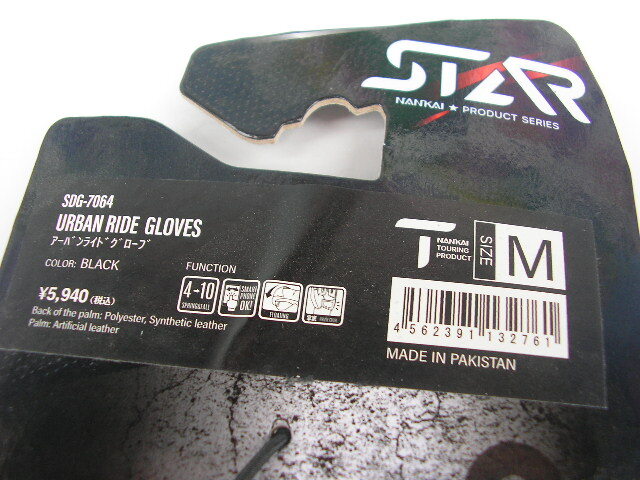 STAR
NANKAI ★ PRODUCT SERIES
SDG-7064
URBAN RIDE GLOVES
アーバンライドグローブ
COLOR: BLACK
¥5,940(税込)
Back of the palm: Polyester, Synthetic leather
Palm: Artificial leather
FUNCTION
4-10
SPRING&FALL
SMART
PHONE
OK!
FLOATING
NANKAI
TOURING
PRODUCT
SIZE
M
4 562391 132761
MADE IN PAKISTAN